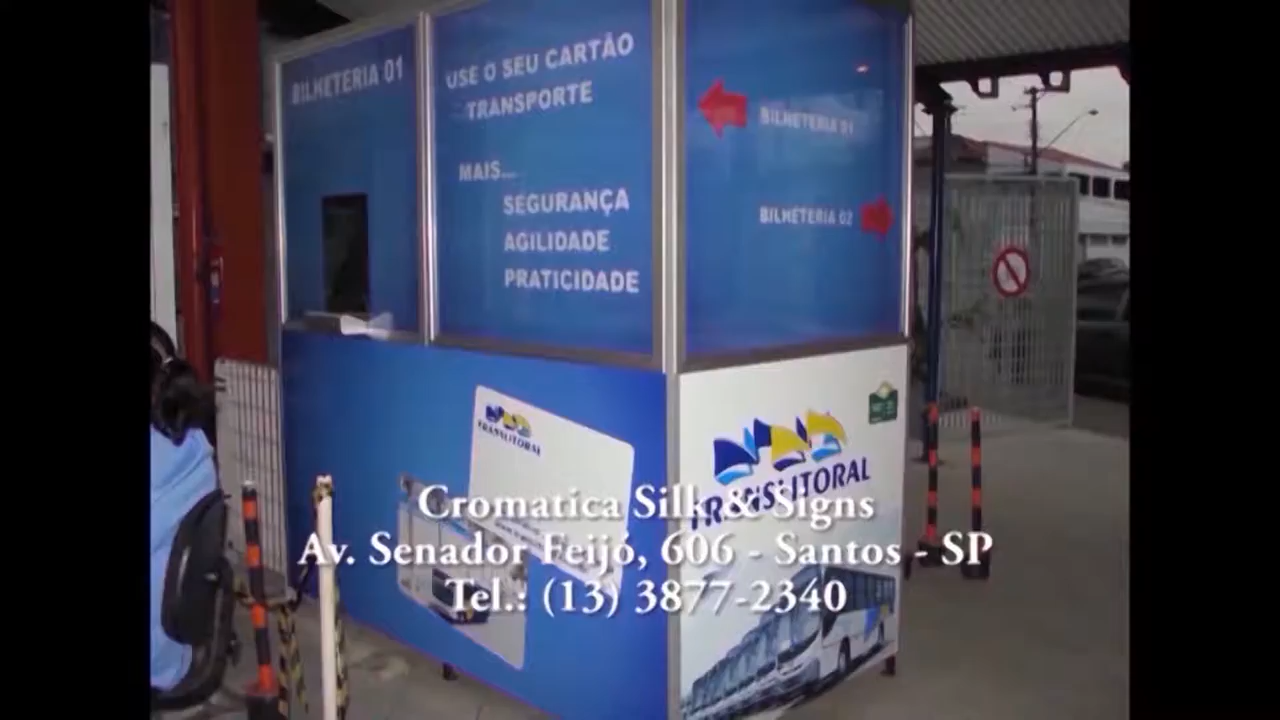 BILHETERIA 01
USE O SEU CARTÃO
TRANSPORTE
MAIS...
SEGURANÇA
AGILIDADE
PRATICIDADE
BILHETERIA 01
BILHETERIA 02
TRANSLITORAL
TRANSLITORAL
Cromatica Silk & Signs
Av. Senador Feijó, 606 - Santos - SP
Tel.: (13) 3877-2340